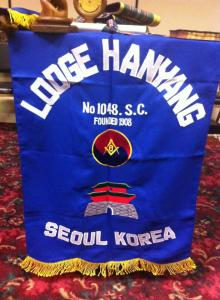 LODGE HANYANG
No 1048. S.C.
FOUNDED 1908
G
SEOUL KOREA